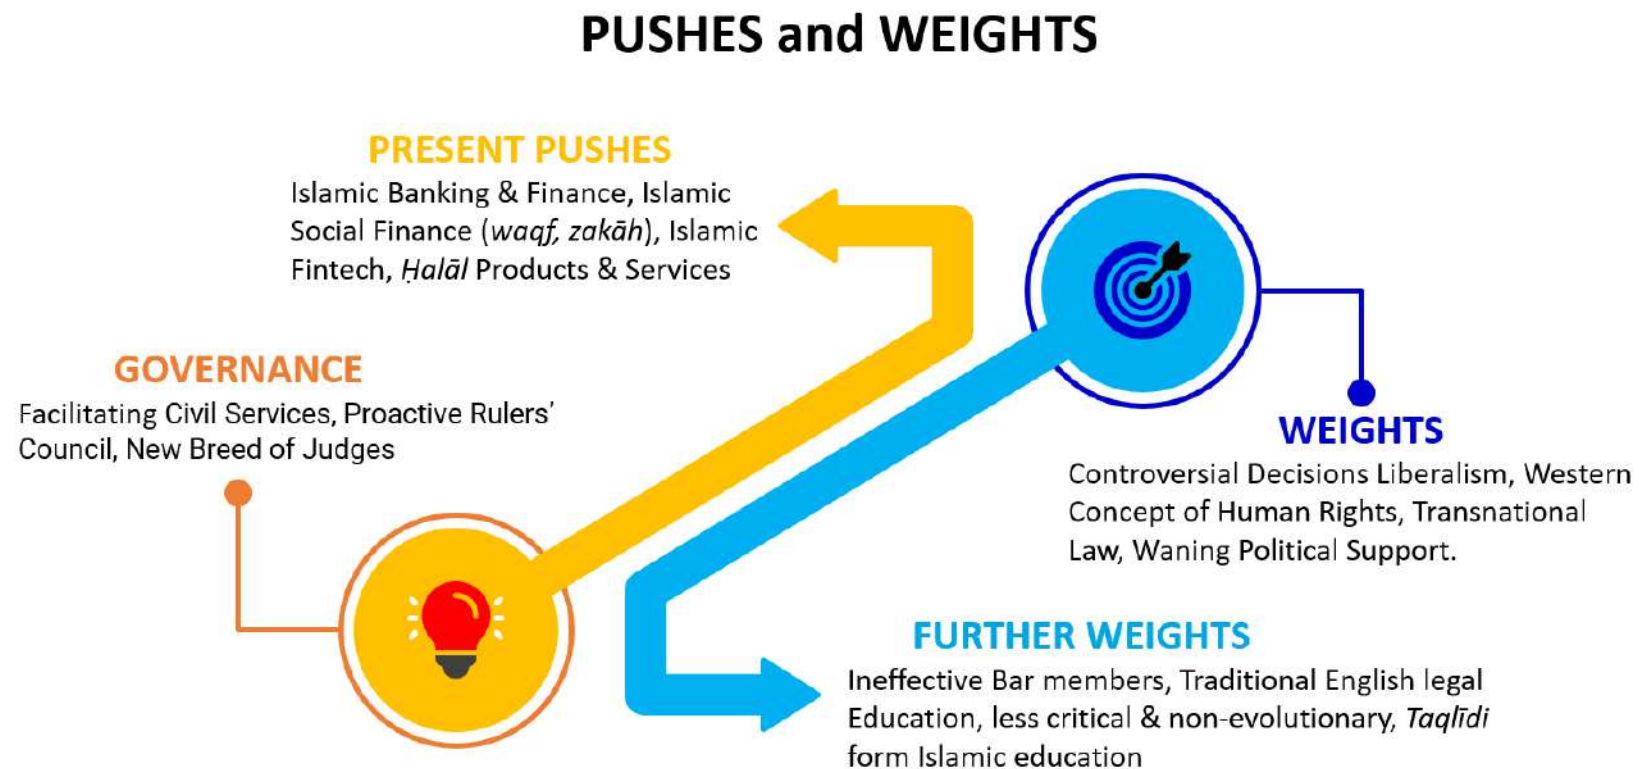 PUSHES and WEIGHTS
PRESENT PUSHES
Islamic Banking & Finance, Islamic
Social Finance (waqf, zakāh), Islamic
Fintech, Ḥalāl Products & Services
GOVERNANCE
Facilitating Civil Services, Proactive Rulers’
Council, New Breed of Judges
WEIGHTS
Controversial Decisions Liberalism, Western
Concept of Human Rights, Transnational
Law, Waning Political Support.
FURTHER WEIGHTS
Ineffective Bar members, Traditional English legal
Education, less critical & non-evolutionary, Taqlīdi
form Islamic education